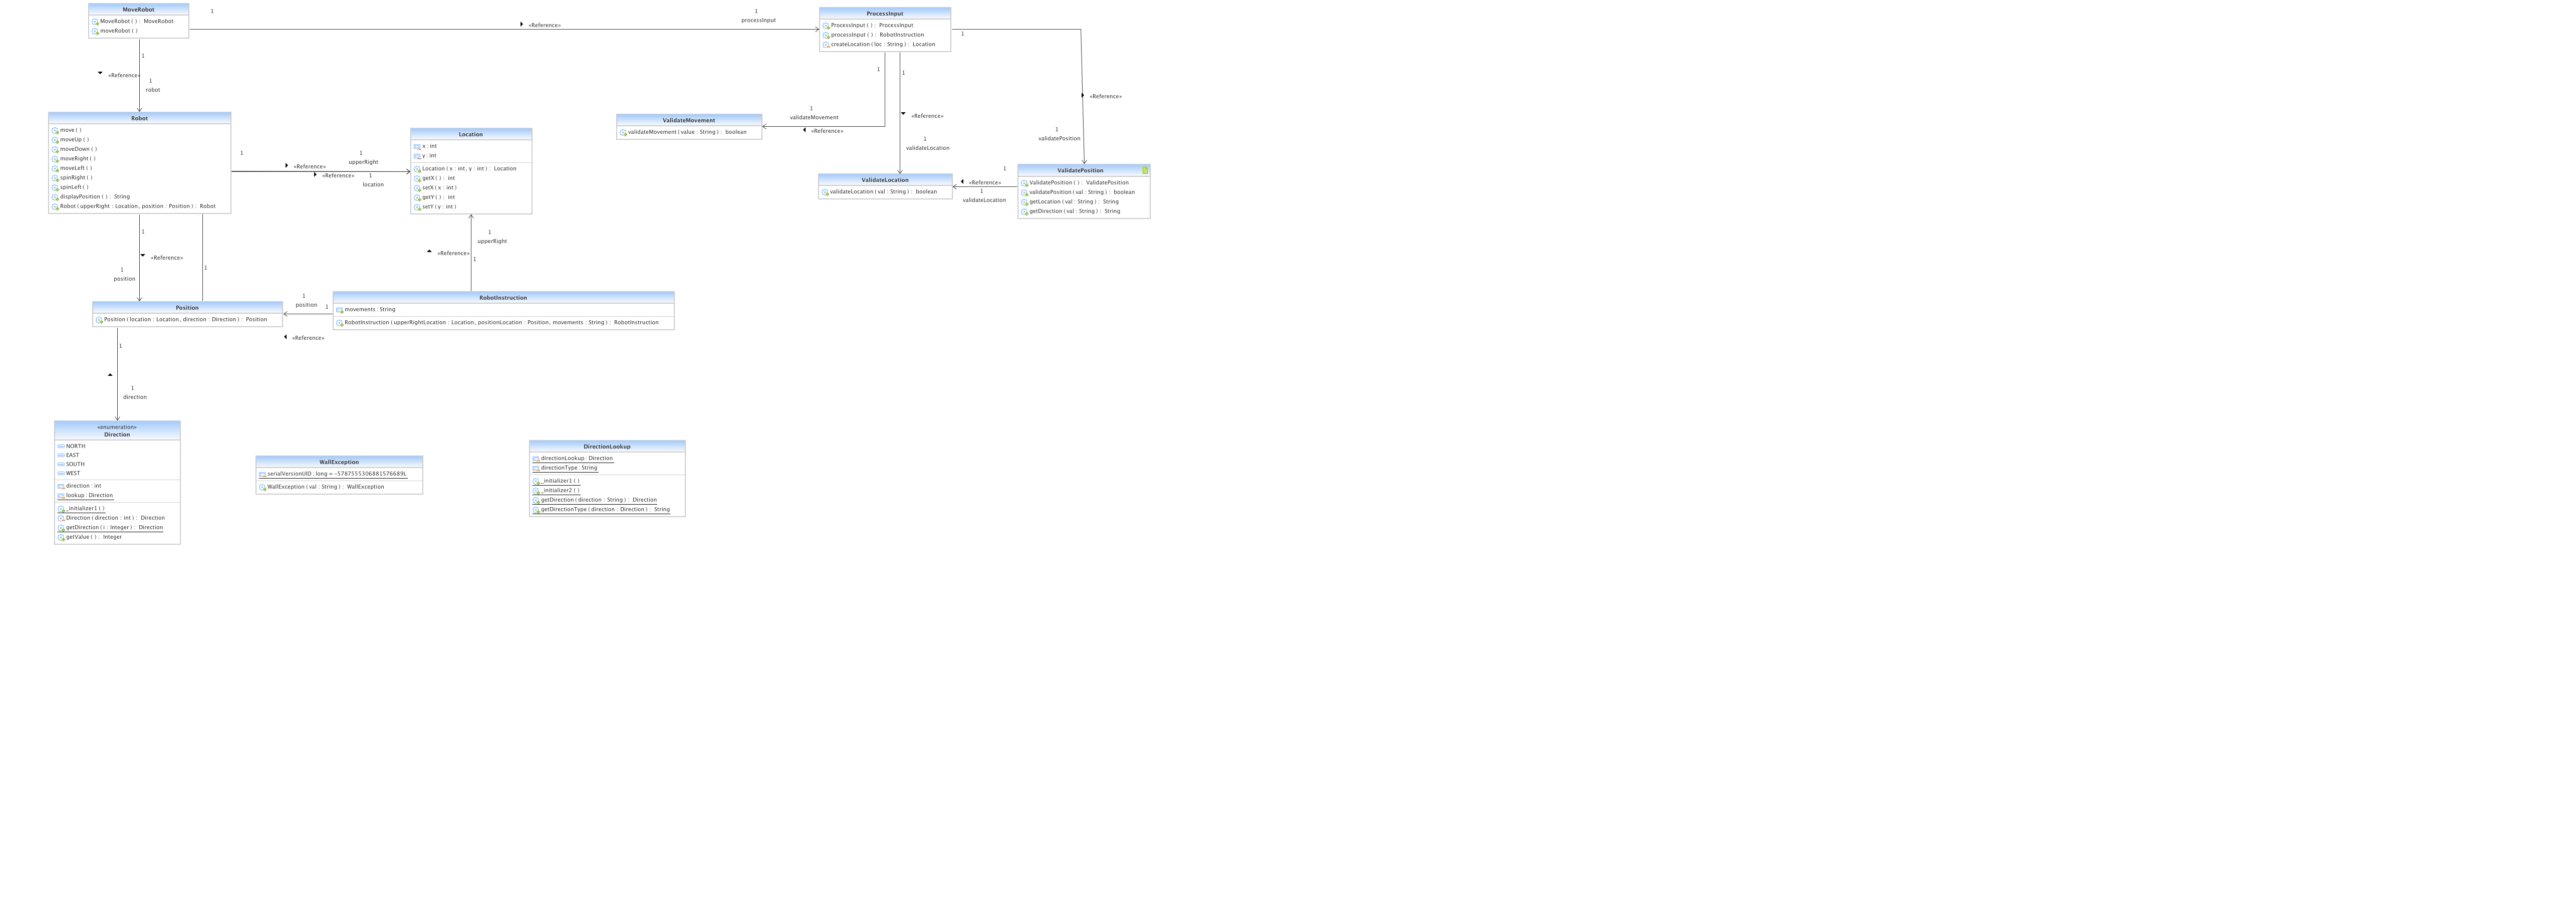 MoveRobot
MoveRobot ( ) : MoveRobot
moveRobot ( )
1
«Reference»
1
processInput
ProcessInput
ProcessInput ( ) : ProcessInput
processInput ( ) : RobotInstruction
createLocation ( loc : String ) : Location
1
1
«Reference»
1
robot
1
1
1
validateMovement
«Reference»
«Reference»
1
validateLocation
«Reference»
1
validatePosition
Robot
move ( )
moveUp ( )
moveDown ( )
moveRight ( )
moveLeft ( )
spinRight ( )
spinLeft ( )
displayPosition ( ) : String
Robot ( upperRight : Location, position : Position ) : Robot
1
«Reference»
1
upperRight
«Reference»
1
location
Location
x : int
y : int
Location ( x : int, y : int ) : Location
getX ( ) : int
setX ( x : int )
getY ( ) : int
setY ( y : int )
ValidateMovement
validateMovement ( value : String ) : boolean
ValidateLocation
validateLocation ( val : String ) : boolean
1
«Reference»
1
validateLocation
ValidatePosition
ValidatePosition ( ) : ValidatePosition
validatePosition ( val : String ) : boolean
getLocation ( val : String ) : String
getDirection ( val : String ) : String
1
«Reference»
1
position
1
1
upperRight
«Reference»
1
Position
Position ( location : Location, direction : Direction ) : Position
1
position
1
«Reference»
RobotInstruction
movements : String
RobotInstruction ( upperRightLocation : Location, positionLocation : Position, movements : String ) : RobotInstruction
1
1
direction
«enumeration»
Direction
NORTH
EAST
SOUTH
WEST
direction : int
lookup : Direction
_initializer1 ( )
Direction ( direction : int ) : Direction
getDirection ( i : Integer ) : Direction
getValue ( ) : Integer
WallException
serialVersionUID : long = -5787555306881576689L
WallException ( val : String ) : WallException
DirectionLookup
directionLookup : Direction
directionType : String
_initializer1 ( )
_initializer2 ( )
getDirection ( direction : String ) : Direction
getDirectionType ( direction : Direction ) : String